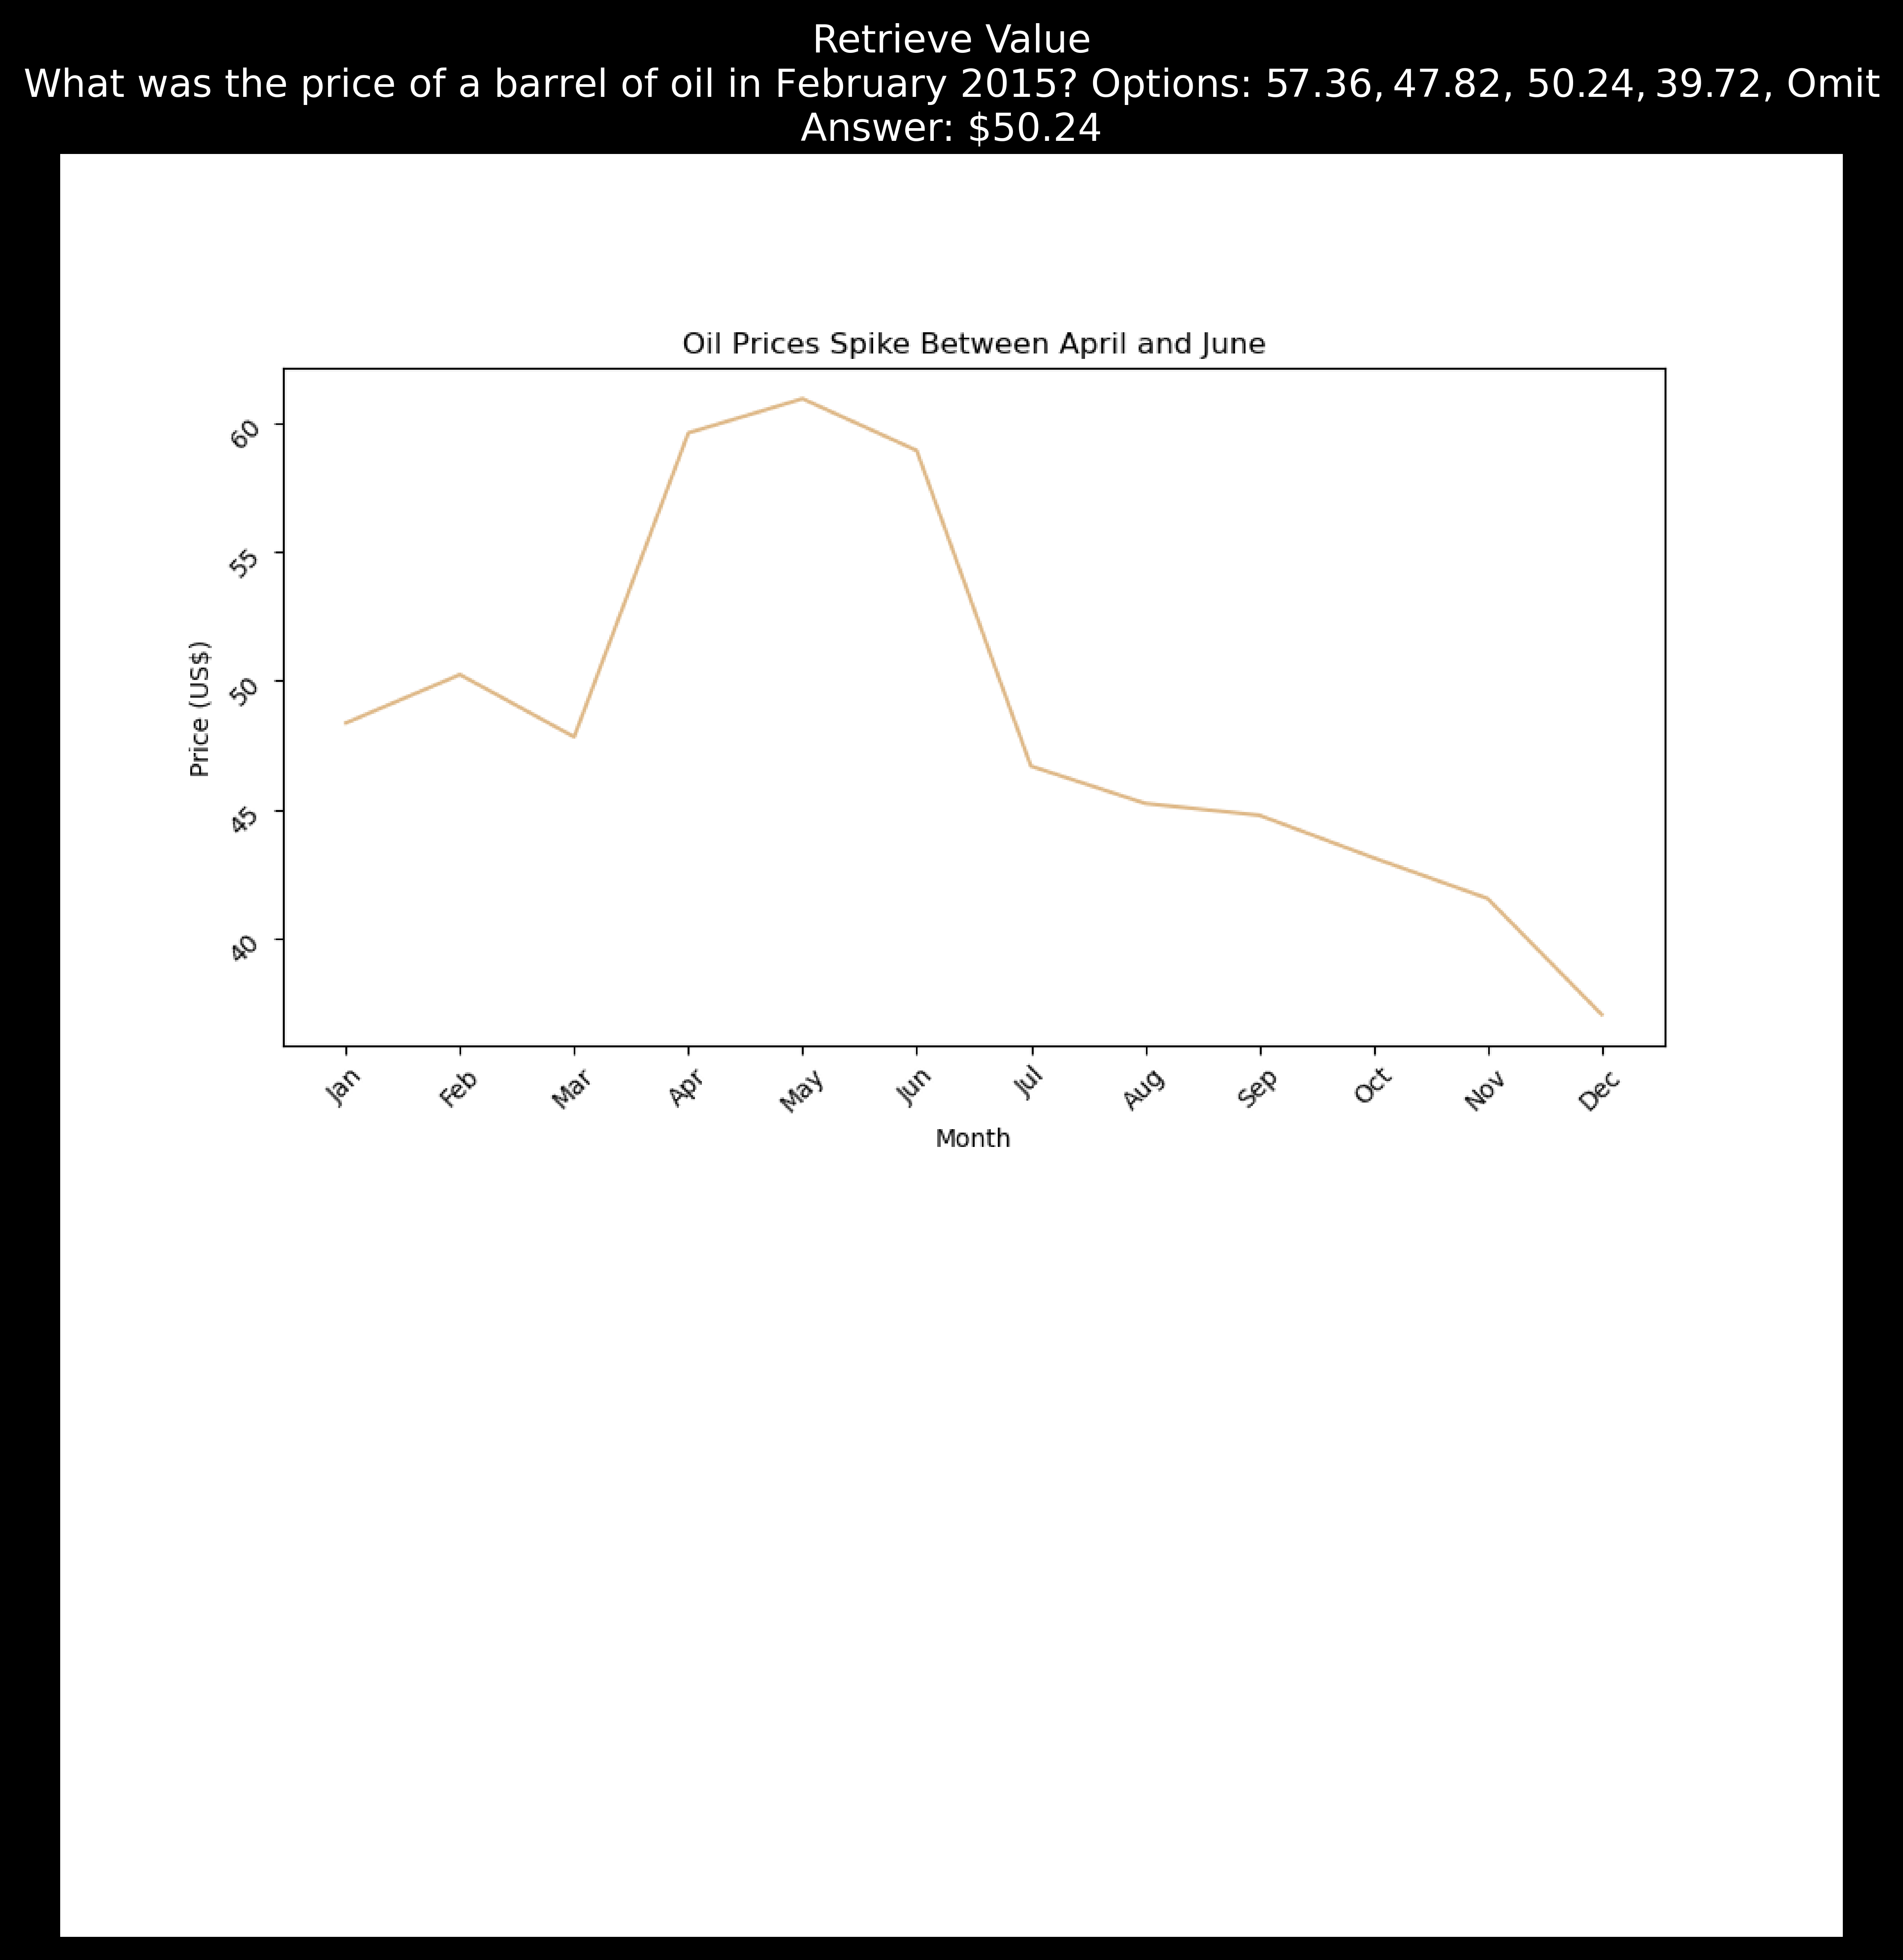 Retrieve Value
What was the price of a barrel of oil in February 2015? Options: 57.36, 47.82, 50.24, 39.72, Omit
Answer: $50.24
Oil Prices Spike Between April and June
60
55
50
45
40
Price (US$)
Jan Feb Mar Apr May Jun Jul Aug Sep Oct Nov Dec
Month